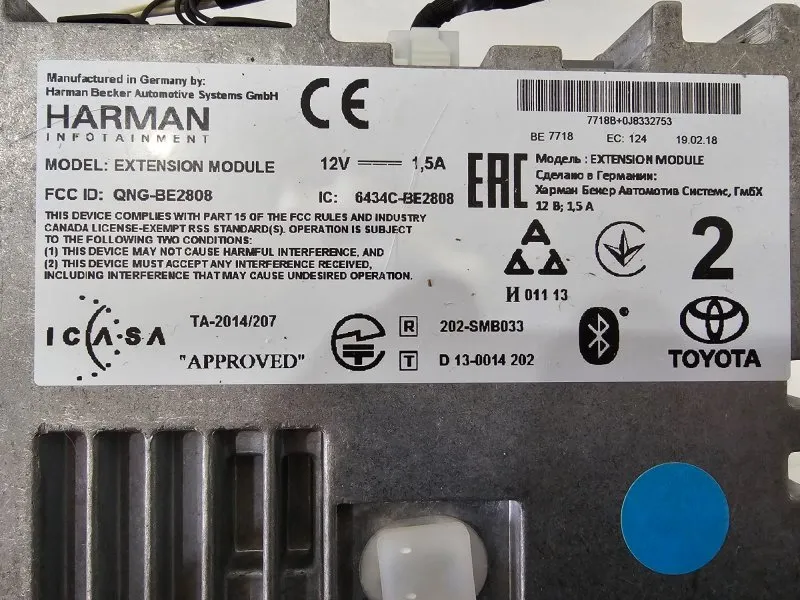 Manufactured in Germany by:
Harman Becker Automotive Systems GmbH
HARMAN
INFOTAINMENT
CE
7718B+0J8332753
BE 7718 EC: 124 19.02.18
MODEL: EXTENSION MODULE 12V 1,5A
FCC ID: QNG-BE2808 IC: 6434C-BE2808
EAC
Модель : EXTENSION MODULE
Сделано в Германии:
Харман Бекер Аутомотив Системс, ГмбХ
12 В; 1,5 А
THIS DEVICE COMPLIES WITH PART 15 OF THE FCC RULES AND INDUSTRY
CANADA LICENSE-EXEMPT RSS STANDARD(S). OPERATION IS SUBJECT
TO THE FOLLOWING TWO CONDITIONS:
(1) THIS DEVICE MAY NOT CAUSE HARMFUL INTERFERENCE, AND
(2) THIS DEVICE MUST ACCEPT ANY INTERFERENCE RECEIVED,
INCLUDING INTERFERENCE THAT MAY CAUSE UNDESIRED OPERATION.
И 011 13
2
ICASA
TA-2014/207
"APPROVED"
R 202-SMB033
T D 13-0014 202
TOYOTA